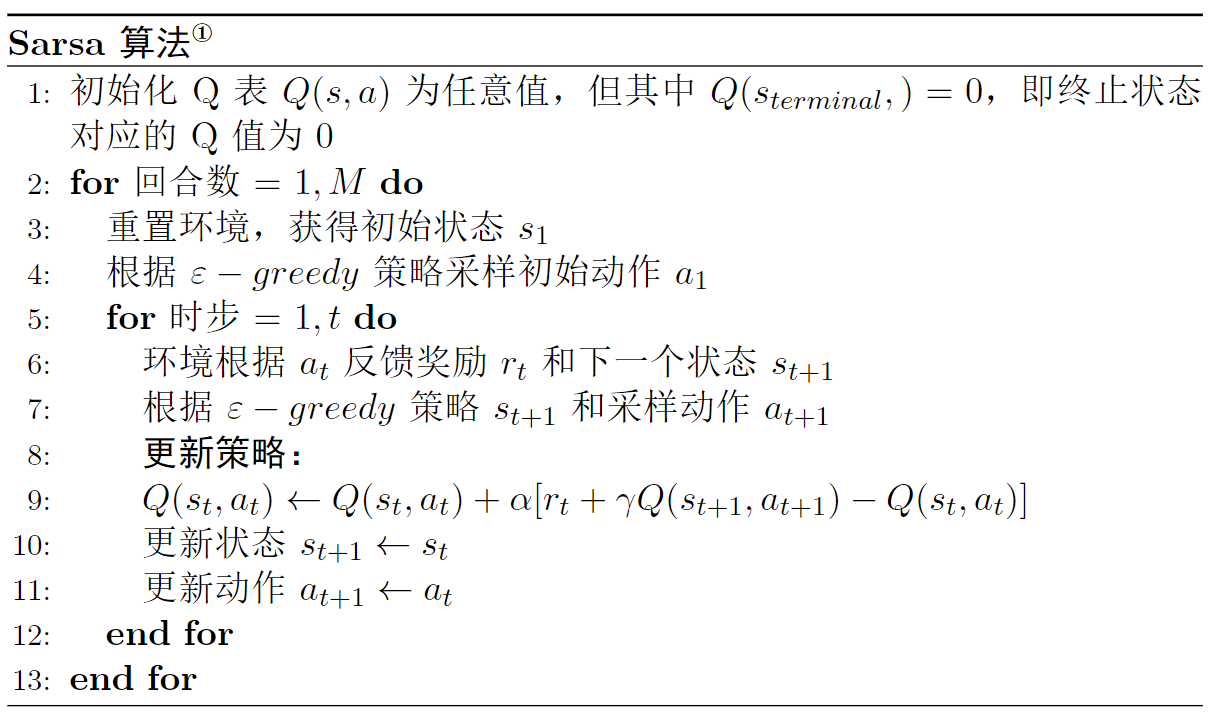 Sarsa 算法①
1: 初始化 Q 表 Q(s, a) 为任意值，但其中 Q(s_{terminal}, ) = 0，即终止状态
对应的 Q 值为 0
2: for 回合数 = 1, M do
3: 重置环境，获得初始状态 s_1
4: 根据 ε − greedy 策略采样初始动作 a_1
5: for 时步 = 1, t do
6: 环境根据 a_t 反馈奖励 r_t 和下一个状态 s_{t+1}
7: 根据 ε − greedy 策略 s_{t+1} 和采样动作 a_{t+1}
8: 更新策略：
9: Q(s_t, a_t) ← Q(s_t, a_t) + α[r_t + γQ(s_{t+1}, a_{t+1}) − Q(s_t, a_t)]
10: 更新状态 s_{t+1} ← s_t
11: 更新动作 a_{t+1} ← a_t
12: end for
13: end for